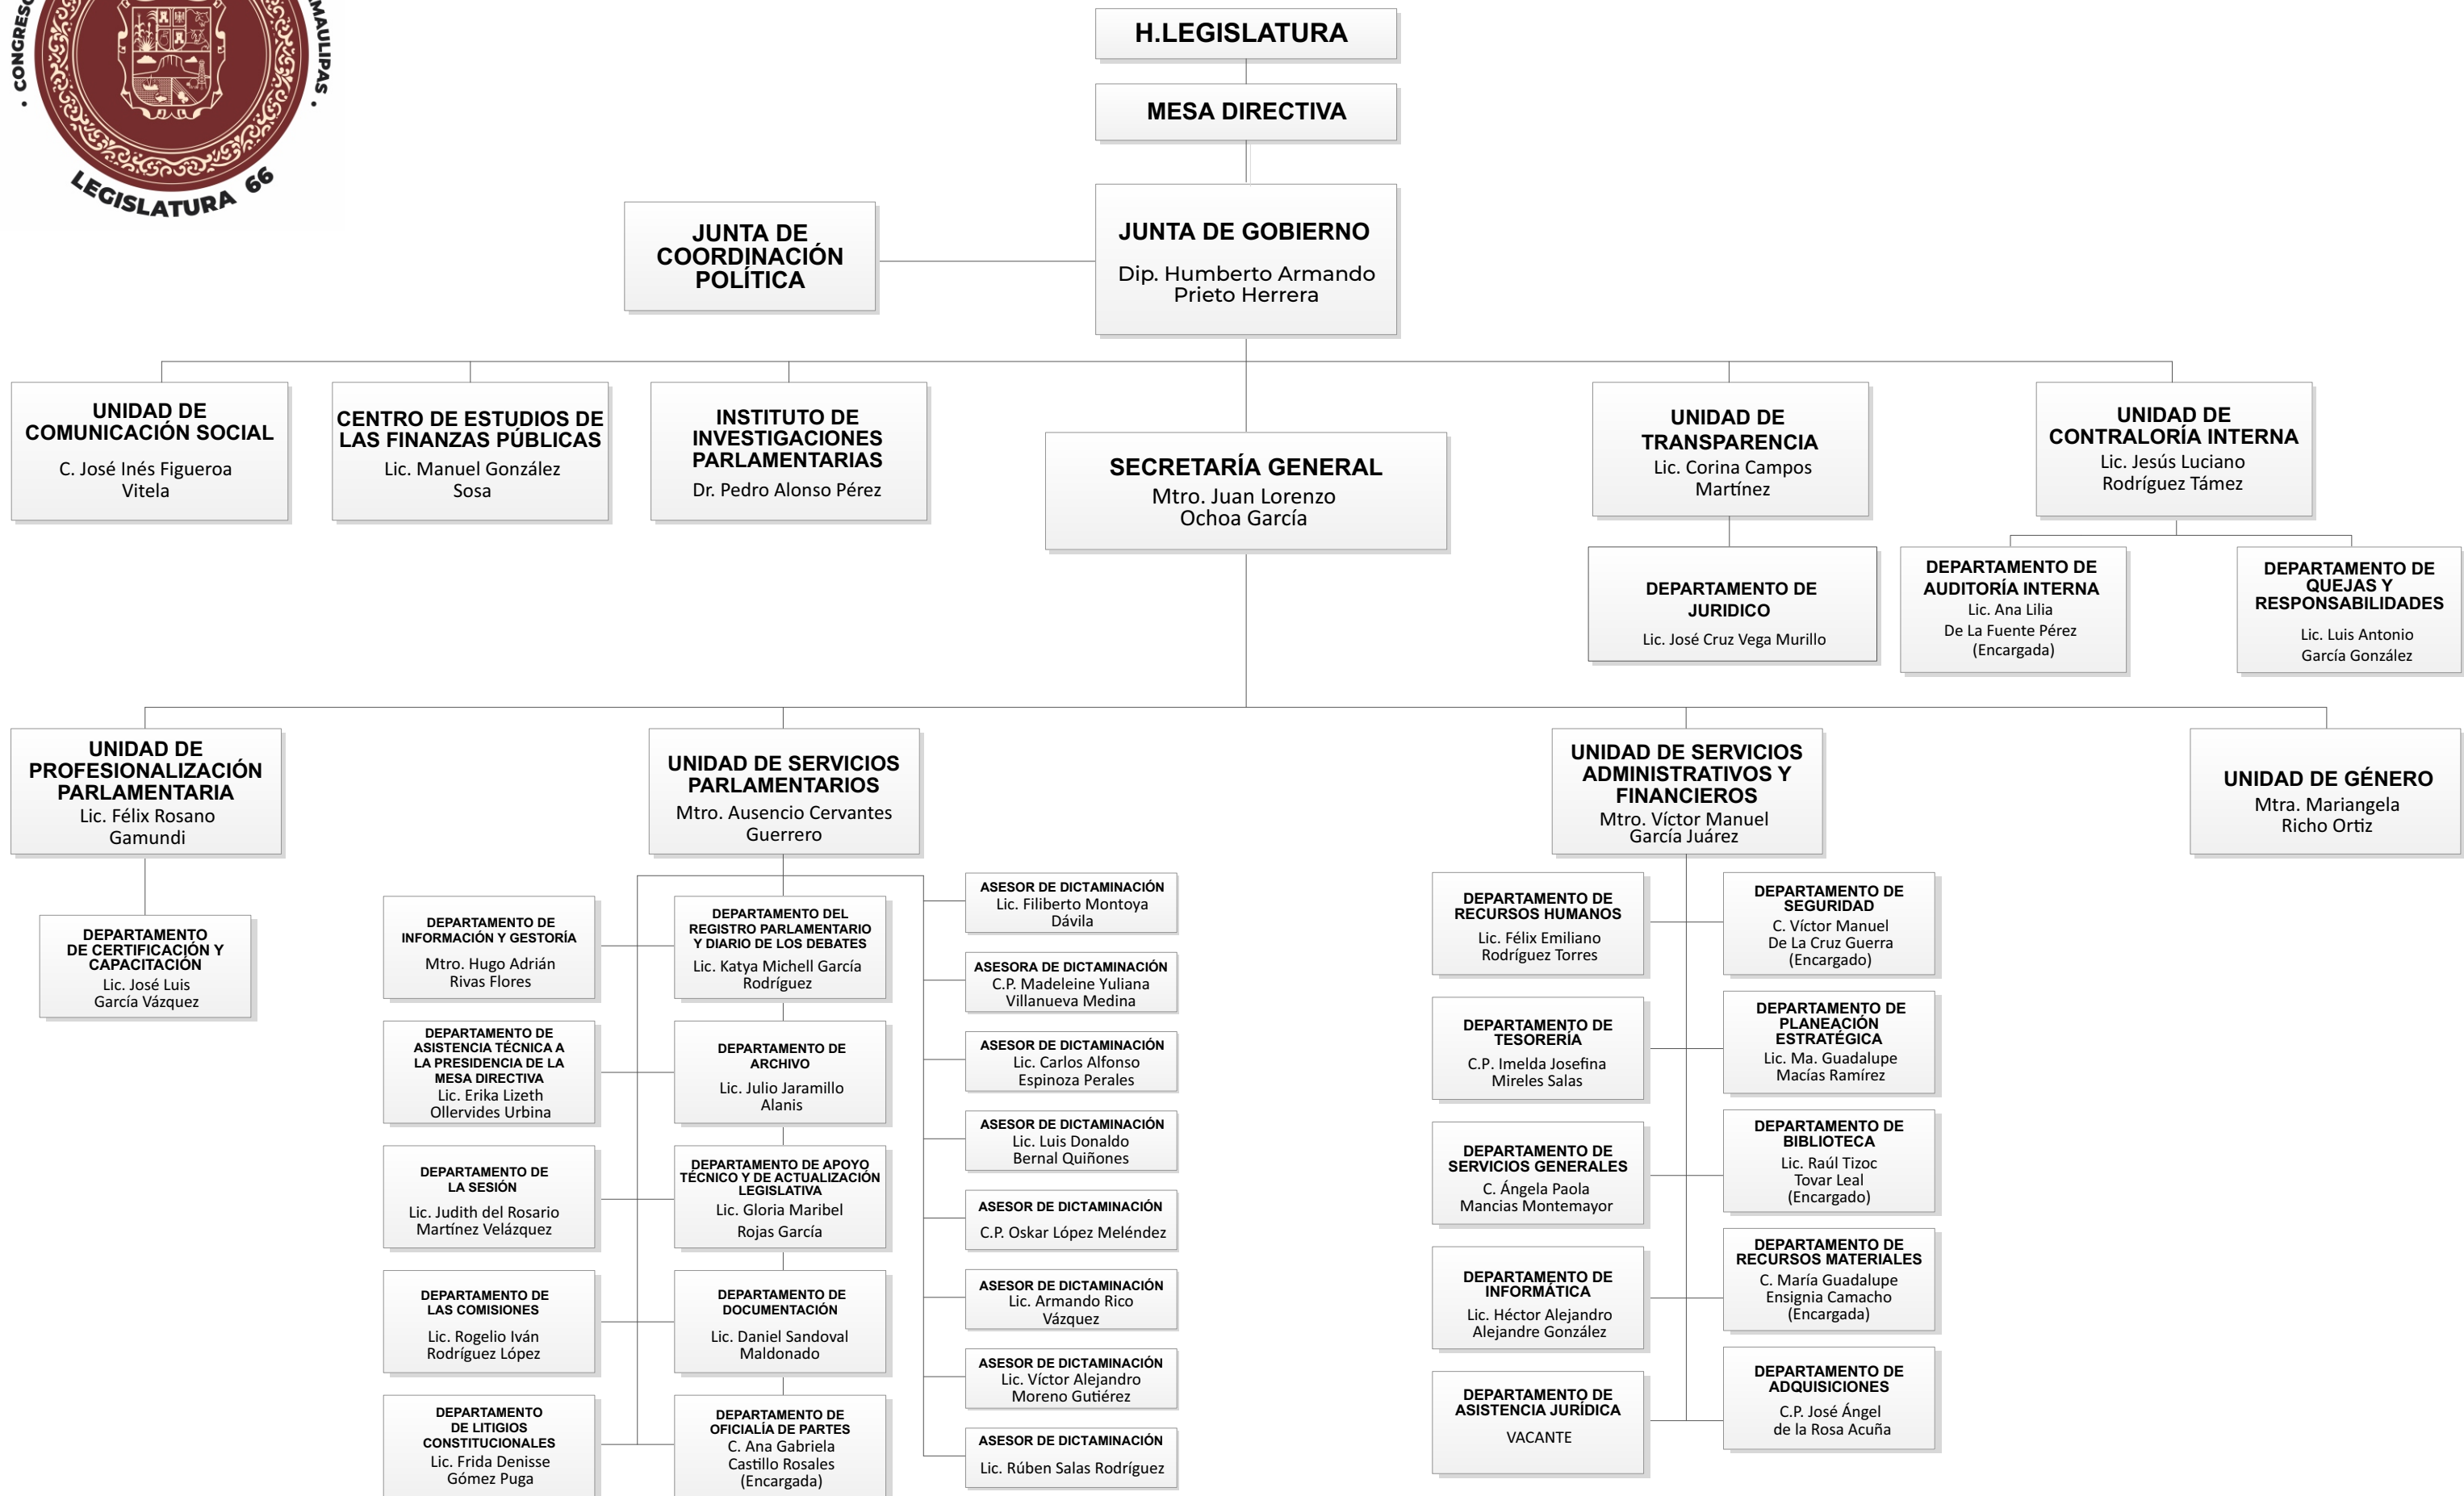 CONGRESO
MAULIPAS
LEGISLATURA 66
H.LEGISLATURA
MESA DIRECTIVA
JUNTA DE
COORDINACIÓN
POLÍTICA
JUNTA DE GOBIERNO
Dip. Humberto Armando
Prieto Herrera
UNIDAD DE
COMUNICACIÓN SOCIAL
C. José Inés Figueroa
Vitela
CENTRO DE ESTUDIOS DE
LAS FINANZAS PÚBLICAS
Lic. Manuel González
Sosa
INSTITUTO DE
INVESTIGACIONES
PARLAMENTARIAS
Dr. Pedro Alonso Pérez
SECRETARÍA GENERAL
Mtro. Juan Lorenzo
Ochoa García
UNIDAD DE
TRANSPARENCIA
Lic. Corina Campos
Martínez
UNIDAD DE
CONTRALORÍA INTERNA
Lic. Jesús Luciano
Rodríguez Támez
DEPARTAMENTO DE
JURIDICO
Lic. José Cruz Vega Murillo
DEPARTAMENTO DE
AUDITORÍA INTERNA
Lic. Ana Lilia
De La Fuente Pérez
(Encargada)
DEPARTAMENTO DE
QUEJAS Y
RESPONSABILIDADES
Lic. Luis Antonio
García González
UNIDAD DE
PROFESIONALIZACIÓN
PARLAMENTARIA
Lic. Félix Rosano
Gamundi
UNIDAD DE SERVICIOS
PARLAMENTARIOS
Mtro. Ausencio Cervantes
Guerrero
UNIDAD DE SERVICIOS
ADMINISTRATIVOS Y
FINANCIEROS
Mtro. Víctor Manuel
García Juárez
UNIDAD DE GÉNERO
Mtra. Mariangela
Richo Ortiz
DEPARTAMENTO
DE CERTIFICACIÓN Y
CAPACITACIÓN
Lic. José Luis
García Vázquez
DEPARTAMENTO DE
INFORMACIÓN Y GESTORÍA
Mtro. Hugo Adrián
Rivas Flores
DEPARTAMENTO DE
ASISTENCIA TÉCNICA A
LA PRESIDENCIA DE LA
MESA DIRECTIVA
Lic. Erika Lizeth
Ollervides Urbina
DEPARTAMENTO DE
LA SESIÓN
Lic. Judith del Rosario
Martínez Velázquez
DEPARTAMENTO DE
LAS COMISIONES
Lic. Rogelio Iván
Rodríguez López
DEPARTAMENTO
DE LITIGIOS
CONSTITUCIONALES
Lic. Frida Denisse
Gómez Puga
DEPARTAMENTO DEL
REGISTRO PARLAMENTARIO
Y DIARIO DE LOS DEBATES
Lic. Katya Michell García
Rodríguez
DEPARTAMENTO DE
ARCHIVO
Lic. Julio Jaramillo
Alanis
DEPARTAMENTO DE APOYO
TÉCNICO Y DE ACTUALIZACIÓN
LEGISLATIVA
Lic. Gloria Maribel
Rojas García
DEPARTAMENTO DE
DOCUMENTACIÓN
Lic. Daniel Sandoval
Maldonado
DEPARTAMENTO DE
OFICIALÍA DE PARTES
C. Ana Gabriela
Castillo Rosales
(Encargada)
ASESOR DE DICTAMINACIÓN
Lic. Filiberto Montoya
Dávila
ASESORA DE DICTAMINACIÓN
C.P. Madeleine Yuliana
Villanueva Medina
ASESOR DE DICTAMINACIÓN
Lic. Carlos Alfonso
Espinoza Perales
ASESOR DE DICTAMINACIÓN
Lic. Luis Donaldo
Bernal Quiñones
ASESOR DE DICTAMINACIÓN
C.P. Oskar López Meléndez
ASESOR DE DICTAMINACIÓN
Lic. Armando Rico
Vázquez
ASESOR DE DICTAMINACIÓN
Lic. Víctor Alejandro
Moreno Gutiérez
ASESOR DE DICTAMINACIÓN
Lic. Rúben Salas Rodríguez
DEPARTAMENTO DE
RECURSOS HUMANOS
Lic. Félix Emiliano
Rodríguez Torres
DEPARTAMENTO DE
TESORERÍA
C.P. Imelda Josefina
Mireles Salas
DEPARTAMENTO DE
SERVICIOS GENERALES
C. Ángela Paola
Mancias Montemayor
DEPARTAMENTO DE
INFORMÁTICA
Lic. Héctor Alejandro
Alejandre González
DEPARTAMENTO DE
ASISTENCIA JURÍDICA
VACANTE
DEPARTAMENTO DE
SEGURIDAD
C. Víctor Manuel
De La Cruz Guerra
(Encargado)
DEPARTAMENTO DE
PLANEACIÓN
ESTRATÉGICA
Lic. Ma. Guadalupe
Macías Ramírez
DEPARTAMENTO DE
BIBLIOTECA
Lic. Raúl Tizoc
Tovar Leal
(Encargado)
DEPARTAMENTO DE
RECURSOS MATERIALES
C. María Guadalupe
Ensignia Camacho
(Encargada)
DEPARTAMENTO DE
ADQUISICIONES
C.P. José Ángel
de la Rosa Acuña